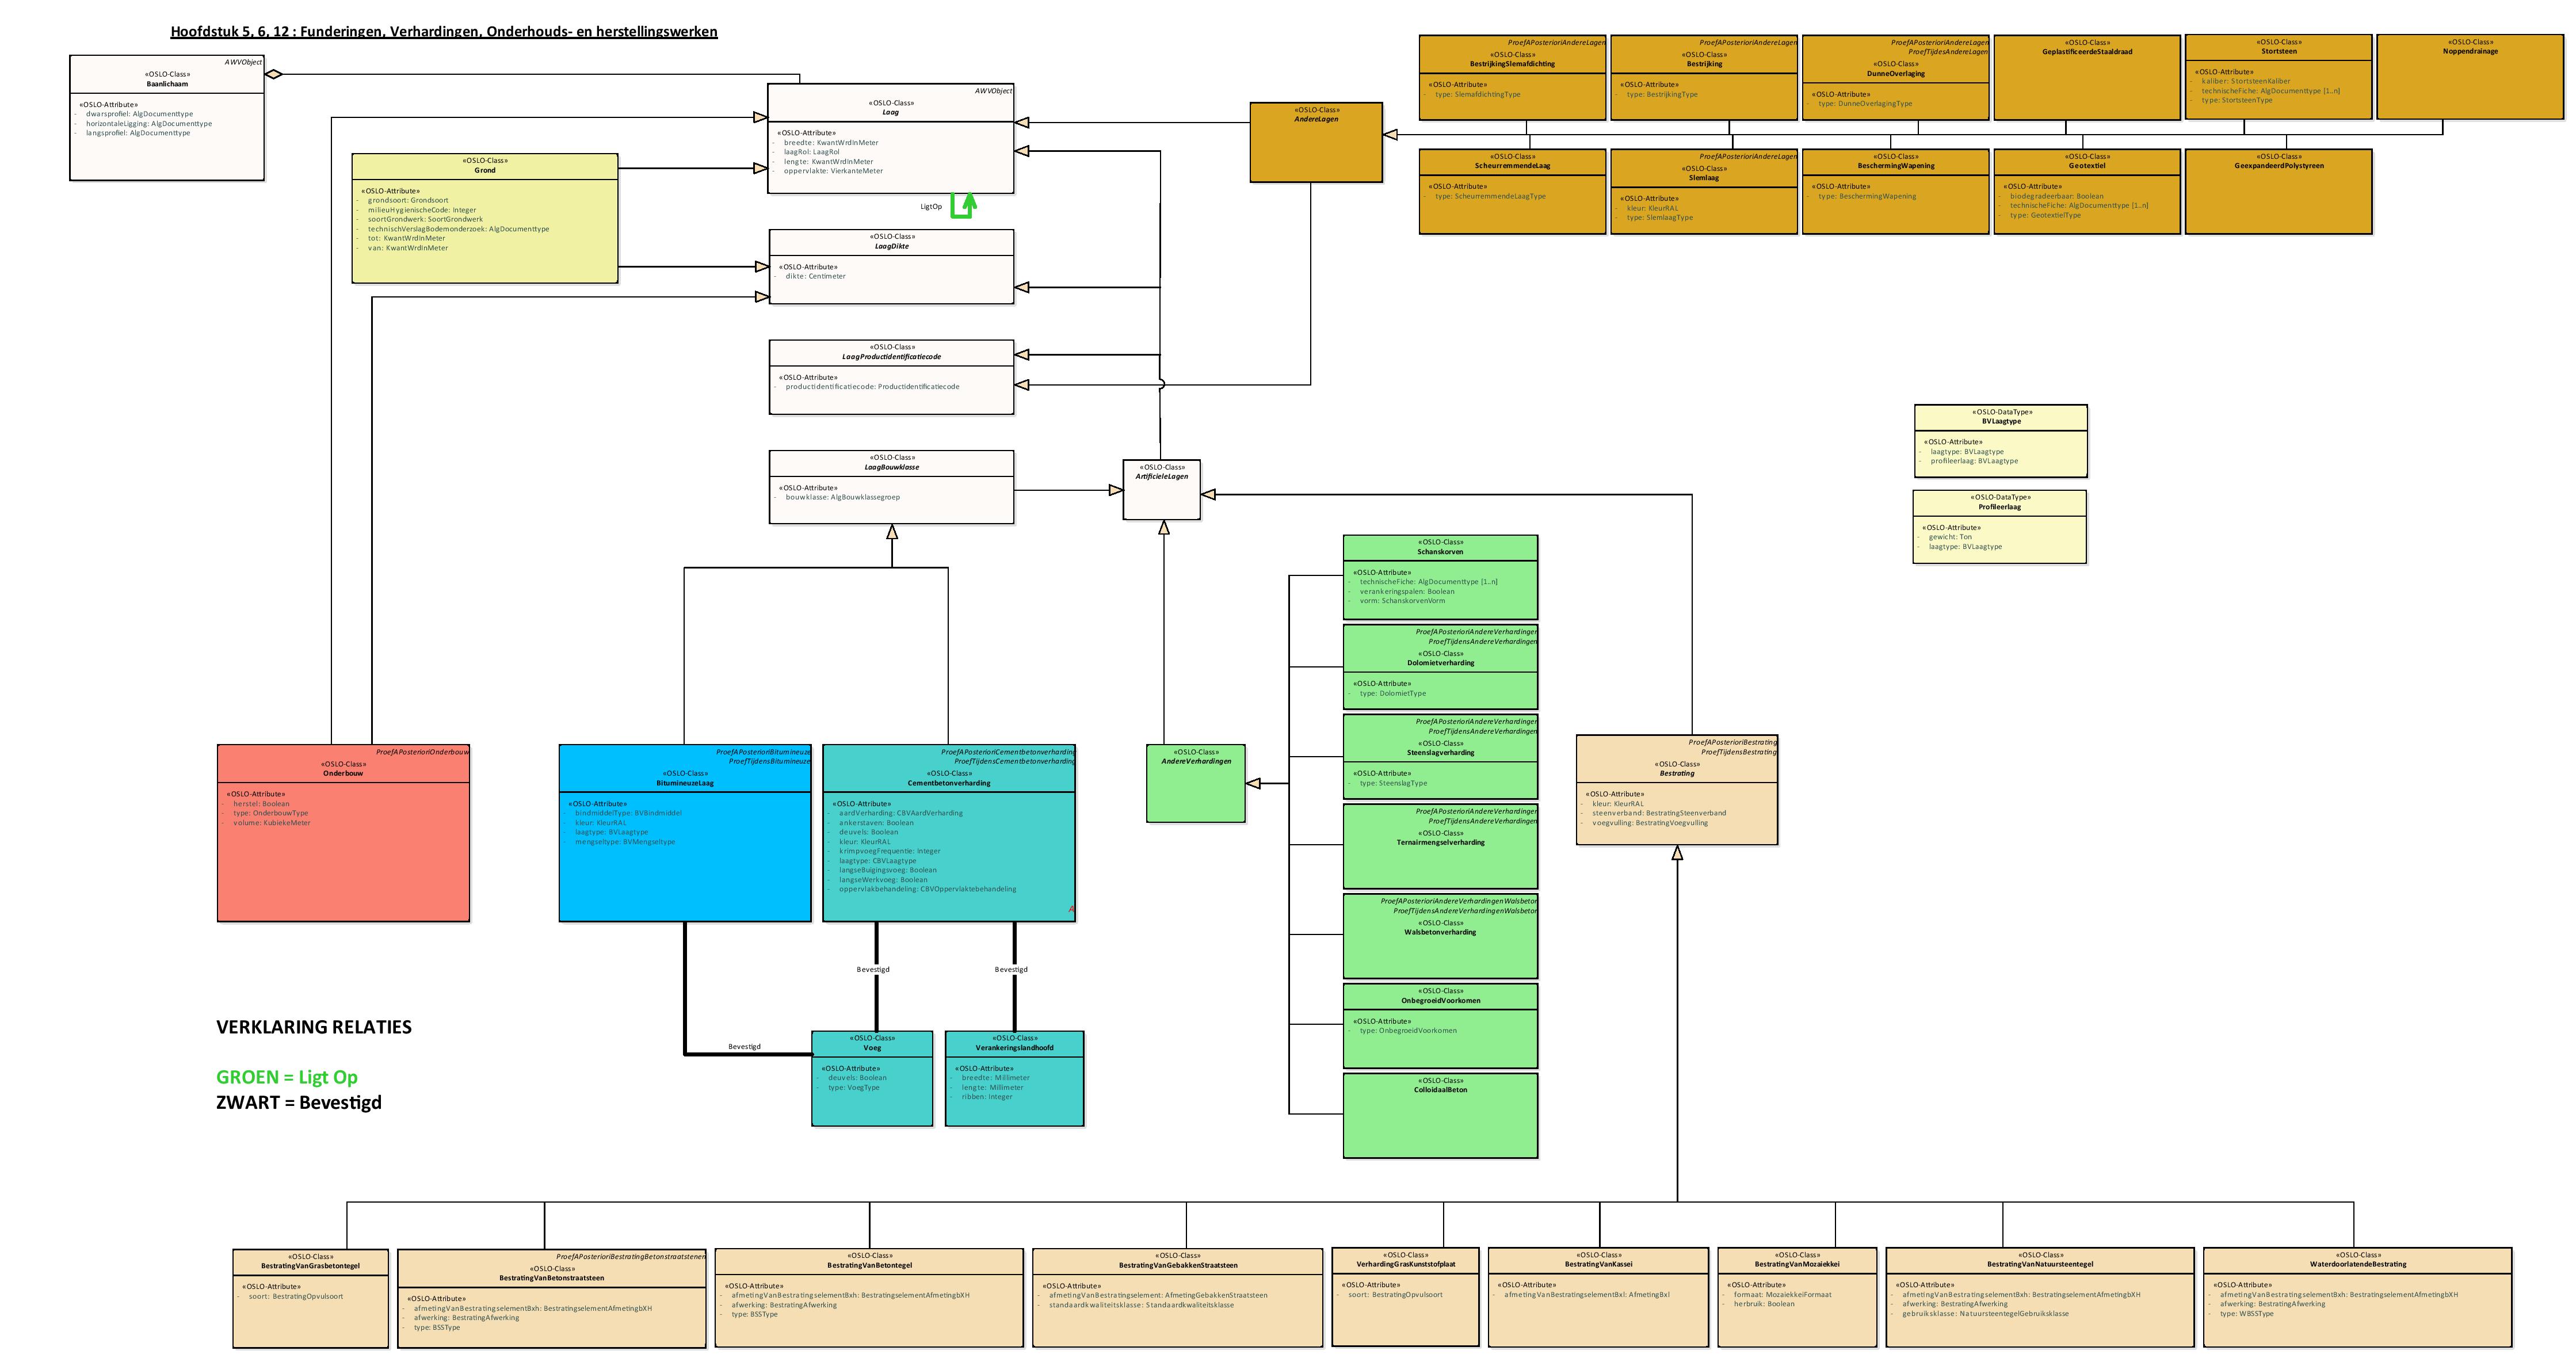 Hoofdstuk 5, 6, 12 : Funderingen, Verhardingen, Onderhouds- en herstellingswerken
AWVObject
«OSLO-Class»
Baanlichaam
«OSLO-Attribute»
- dwarsprofiel: AlgDocumenttype
- horizontaleLigging: AlgDocumenttype
- langsprofiel: AlgDocumenttype
AWVObject
«OSLO-Class»
Laag
«OSLO-Attribute»
- breedte: KwantWrdInMeter
- laagRol: LaagRol
- lengte: KwantWrdInMeter
- oppervlakte: VierkanteMeter
LigtOp
«OSLO-Class»
Grond
«OSLO-Attribute»
- grondsoort: Grondsoort
- milieuHygienischeCode: Integer
- soortGrondwerk: SoortGrondwerk
- technischVerslagBodemonderzoek: AlgDocumenttype
- tot: KwantWrdInMeter
- van: KwantWrdInMeter
«OSLO-Class»
LaagDikte
«OSLO-Attribute»
- dikte: Centimeter
«OSLO-Class»
LaagProductidentificatiecode
«OSLO-Attribute»
- productidentificatiecode: Productidentificatiecode
«OSLO-Class»
LaagBouwklasse
«OSLO-Attribute»
- bouwklasse: AlgBouwklassegroep
«OSLO-Class»
ArtificieleLagen
«OSLO-Class»
AndereLagen
ProefAPosterioriAndereLagen
«OSLO-Class»
BestrijkingSlemafdichting
«OSLO-Attribute»
- type: SlemafdichtingType
ProefAPosterioriAndereLagen
«OSLO-Class»
Bestrijking
«OSLO-Attribute»
- type: BestrijkingType
ProefAPosterioriAndereLagen
ProefTijdesAndereLagen
«OSLO-Class»
DunneOverlaging
«OSLO-Attribute»
- type: DunneOverlagingType
«OSLO-Class»
GeplastificeerdeStaaldraad
«OSLO-Class»
Stortsteen
«OSLO-Attribute»
- kaliber: StortsteenKaliber
- technischeFiche: AlgDocumenttype [1..n]
- type: StortsteenType
«OSLO-Class»
Noppendrainage
«OSLO-Class»
ScheurremmendeLaag
«OSLO-Attribute»
- type: ScheurremmendeLaagType
ProefAPosterioriAndereLagen
«OSLO-Class»
Slemlaag
«OSLO-Attribute»
- kleur: KleurRAL
- type: SlemlaagType
«OSLO-Class»
BeschermingWapening
«OSLO-Attribute»
- type: BeschermingWapening
«OSLO-Class»
Geotextiel
«OSLO-Attribute»
- biodegradeerbaar: Boolean
- technischeFiche: AlgDocumenttype [1..n]
- type: GeotextielType
«OSLO-Class»
GeexpandeerdPolystyreen
«OSLO-DataType»
BVLaagtype
«OSLO-Attribute»
- laagtype: BVLaagtype
- profileerlaag: BVLaagtype
«OSLO-DataType»
Profileerlaag
«OSLO-Attribute»
- gewicht: Ton
- laagtype: BVLaagtype
«OSLO-Class»
Schanskorven
«OSLO-Attribute»
- technischeFiche: AlgDocumenttype [1..n]
- verankeringspalen: Boolean
- vorm: SchanskorvenVorm
ProefAPosterioriAndereVerhardingen
ProefTijdensAndereVerhardingen
«OSLO-Class»
Dolomietverharding
«OSLO-Attribute»
- type: DolomietType
ProefAPosterioriAndereVerhardingen
ProefTijdensAndereVerhardingen
«OSLO-Class»
Steenslagverharding
«OSLO-Attribute»
- type: SteenslagType
ProefAPosterioriAndereVerhardingen
ProefTijdensAndereVerhardingen
«OSLO-Class»
Ternairmengselverharding
ProefAPosterioriAndereVerhardingenWalsbeton
ProefTijdensAndereVerhardingenWalsbeton
«OSLO-Class»
Walsbetonverharding
«OSLO-Class»
OnbegroeidVoorkomen
«OSLO-Attribute»
- type: OnbegroeidVoorkomen
«OSLO-Class»
ColloidaalBeton
ProefAPosterioriOnderbouw
«OSLO-Class»
Onderbouw
«OSLO-Attribute»
- herstel: Boolean
- type: OnderbouwType
- volume: KubiekeMeter
ProefAPosterioriBitumineuze
ProefTijdensBitumineuze
«OSLO-Class»
BitumineuzeLaag
«OSLO-Attribute»
- bindmiddelType: BVBindmiddel
- kleur: KleurRAL
- laagtype: BVLaagtype
- mengseltype: BVMengseltype
ProefAPosterioriCementbetonverharding
ProefTijdensCementbetonverharding
«OSLO-Class»
Cementbetonverharding
«OSLO-Attribute»
- aardVerharding: CBVAardVerharding
- ankerstaven: Boolean
- deuvels: Boolean
- kleur: KleurRAL
- krimpvoegFrequentie: Integer
- laagtype: CBVLaagtype
- langseBuigingsvoeg: Boolean
- langseWerkvoeg: Boolean
- oppervlakbehandeling: CBVOppervlaktebehandeling
A
«OSLO-Class»
AndereVerhardingen
ProefAPosterioriBestrating
ProefTijdensBestrating
«OSLO-Class»
Bestrating
«OSLO-Attribute»
- kleur: KleurRAL
- steenverband: BestratingSteenverband
- voegvulling: BestratingVoegvulling
Bevestigd
Bevestigd
Bevestigd
«OSLO-Class»
Voeg
«OSLO-Attribute»
- deuvels: Boolean
- type: VoegType
«OSLO-Class»
Verankeringslandhoofd
«OSLO-Attribute»
- breedte: Millimeter
- lengte: Millimeter
- ribben: Integer
VERKLARING RELATIES
GROEN = Ligt Op
ZWART = Bevestigd
«OSLO-Class»
BestratingVanGrasbetontegel
«OSLO-Attribute»
- soort: BestratingOpvulsoort
ProefAPosterioriBestratingBetonstraatstenen
«OSLO-Class»
BestratingVanBetonstraatsteen
«OSLO-Attribute»
- afmetingVanBestratingselementBxh: BestratingselementAfmetingbXH
- afwerking: BestratingAfwerking
- type: BSSType
«OSLO-Class»
BestratingVanBetontegel
«OSLO-Attribute»
- afmetingVanBestratingselementBxh: BestratingselementAfmetingbXH
- afwerking: BestratingAfwerking
- type: BSSType
«OSLO-Class»
BestratingVanGebakkenStraatsteen
«OSLO-Attribute»
- afmetingVanBestratingselement: AfmetingGebakkenStraatsteen
- standaardkwaliteitsklasse: Standaardkwaliteitsklasse
«OSLO-Class»
VerhardingGrasKunststofplaat
«OSLO-Attribute»
- soort: BestratingOpvulsoort
«OSLO-Class»
BestratingVanKassei
«OSLO-Attribute»
- afmetingVanBestratingselementBxl: AfmetingBxl
«OSLO-Class»
BestratingVanMozaiekkei
«OSLO-Attribute»
- formaat: MozaiekkeiFormaat
- herbruik: Boolean
«OSLO-Class»
BestratingVanNatuursteentegel
«OSLO-Attribute»
- afmetingVanBestratingselementBxh: BestratingselementAfmetingbXH
- afwerking: BestratingAfwerking
- gebruiksklasse: NatuursteentegelGebruiksklasse
«OSLO-Class»
WaterdoorlatendeBestrating
«OSLO-Attribute»
- afmetingVanBestratingselementBxh: BestratingselementAfmetingbXH
- afwerking: BestratingAfwerking
- type: WBSSType